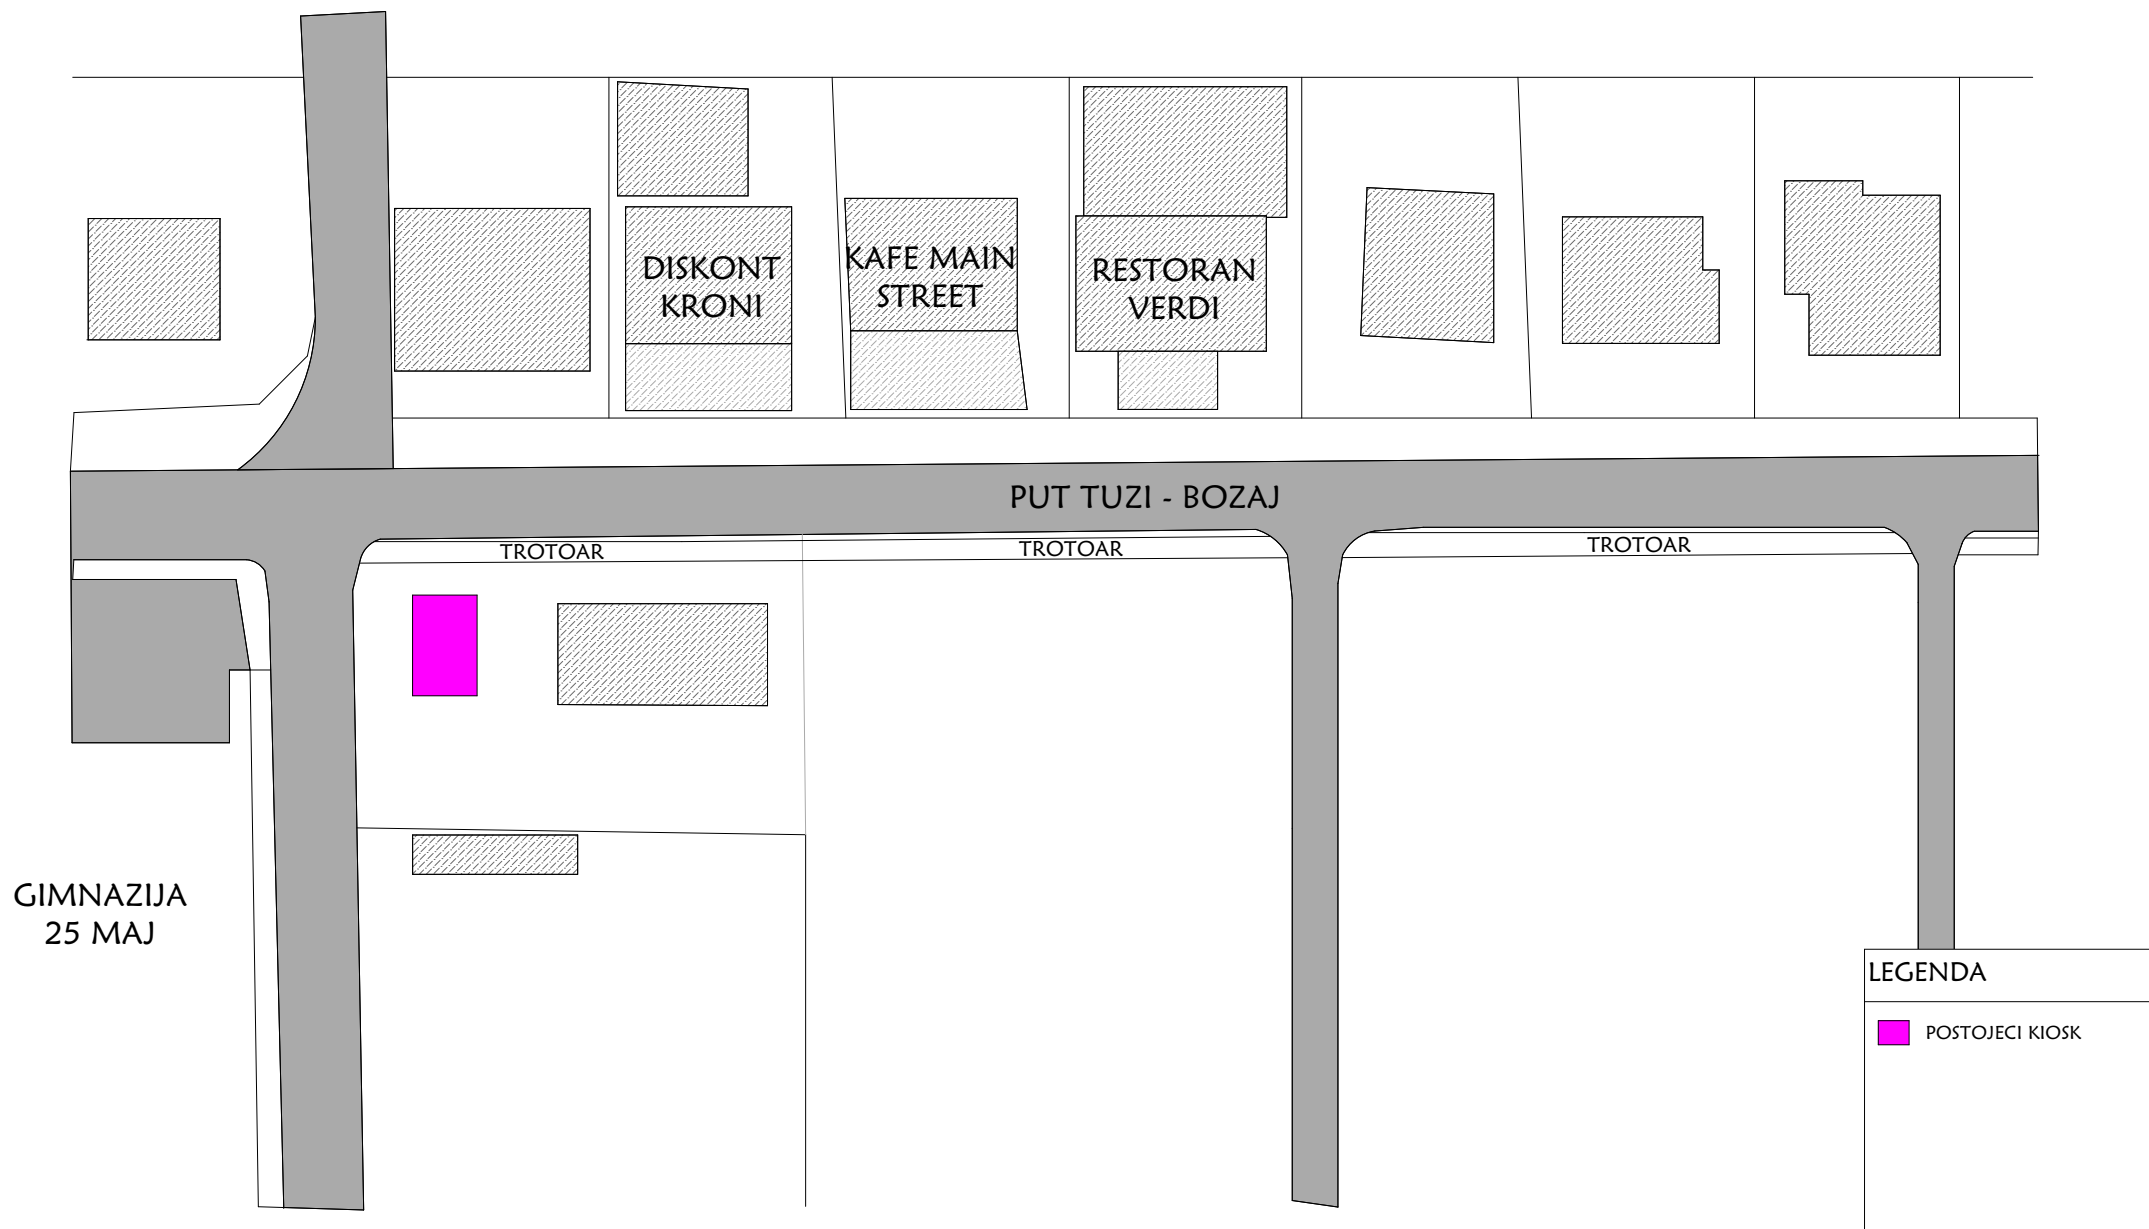 DISKONT
KRONI
KAFE MAIN
STREET
RESTORAN
VERDI
PUT TUZI - BOZAJ
TROTOAR
TROTOAR
TROTOAR
GIMNAZIJA
25 MAJ
LEGENDA
POSTOJECI KIOSK